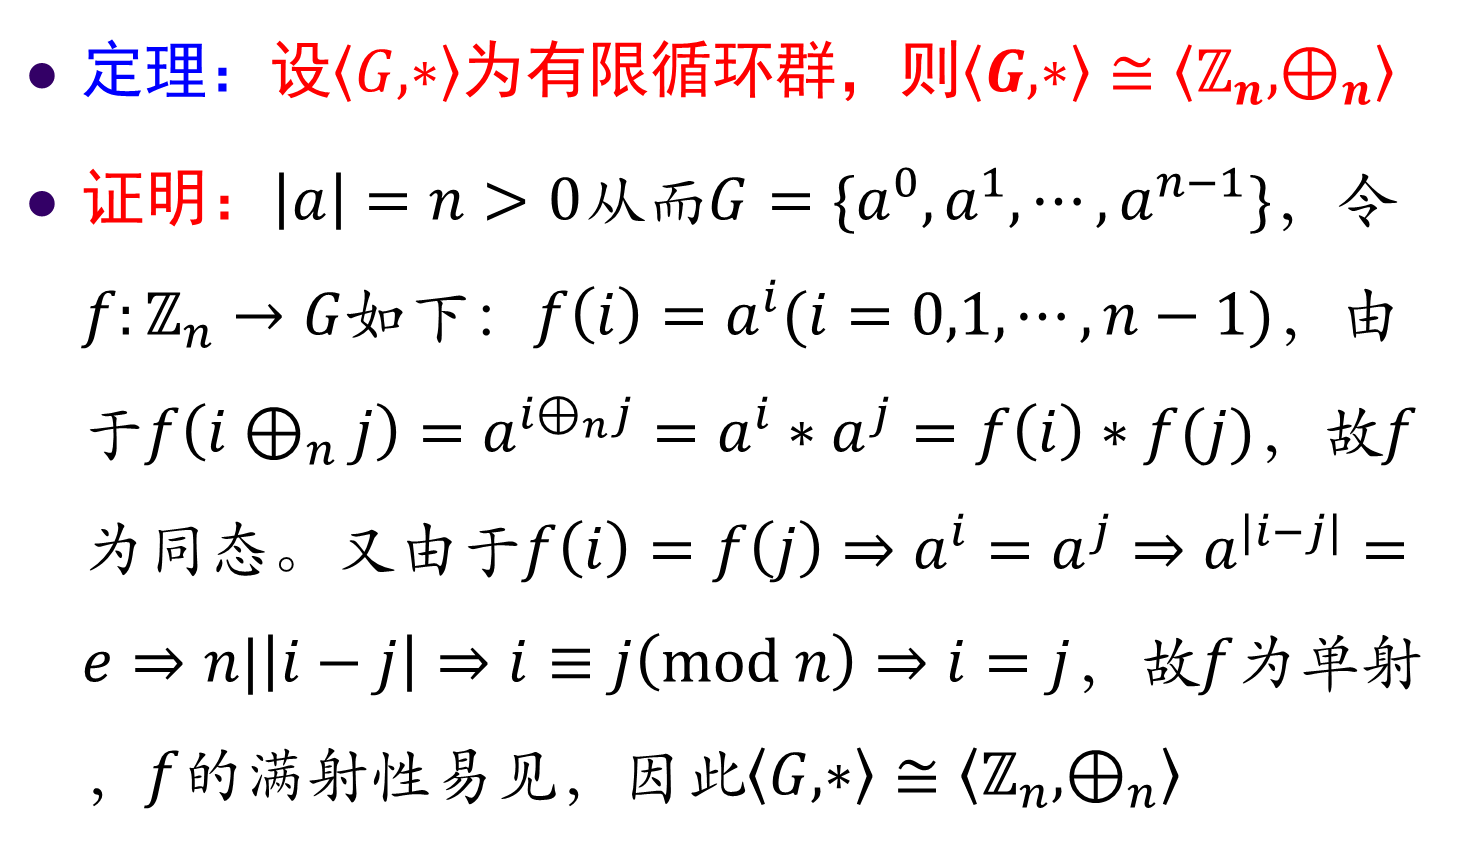 • 定理：设⟨G,∗⟩为有限循环群，则⟨G,∗⟩ ≅ ⟨ℤₙ,⊕ₙ⟩
• 证明：|a| = n > 0从而G = {a⁰, a¹, ⋯ , aⁿ⁻¹}，令
f: ℤₙ → G如下：f(i) = aⁱ(i = 0,1, ⋯ , n − 1)，由
于f(i ⊕ₙ j) = a^{i⊕ₙj} = aⁱ ∗ aʲ = f(i) ∗ f(j)，故f
为同态。又由于f(i) = f(j) ⇒ aⁱ = aʲ ⇒ a^{|i−j|} =
e ⇒ n||i − j| ⇒ i ≡ j(mod n) ⇒ i = j，故f为单射
，f的满射性易见，因此⟨G,∗⟩ ≅ ⟨ℤₙ,⊕ₙ⟩